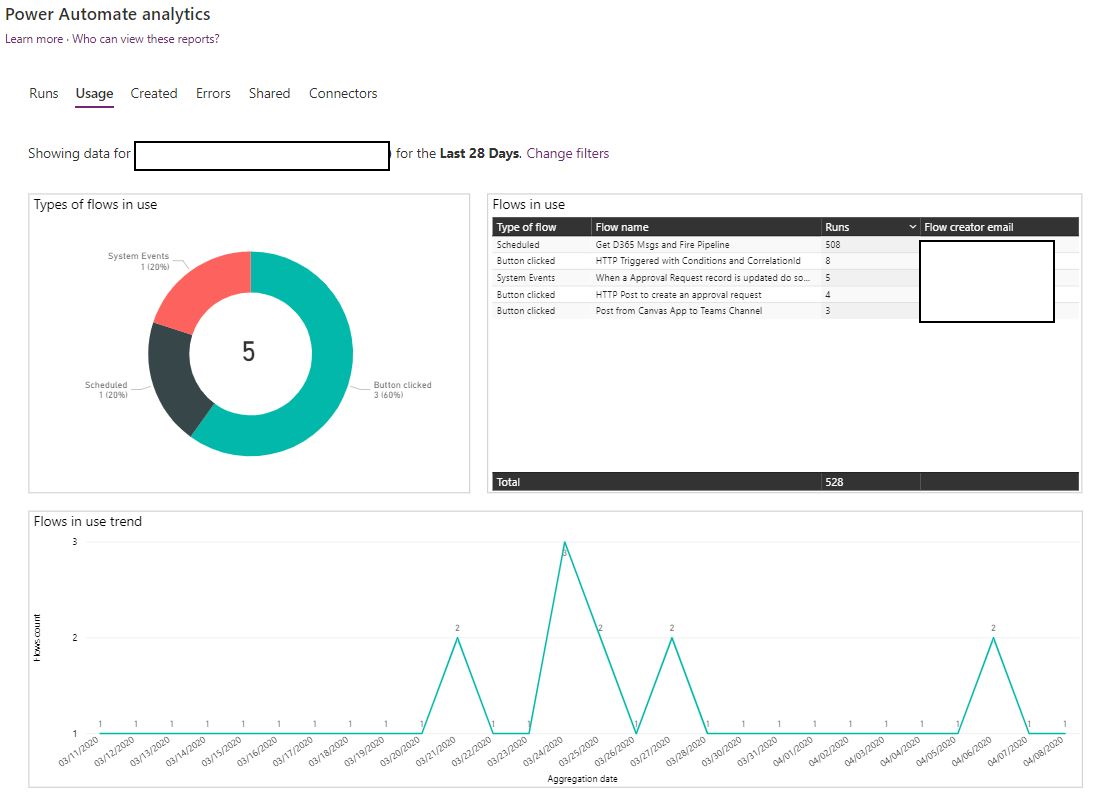 Power Automate analytics
Learn more · Who can view these reports?
Runs Usage Created Errors Shared Connectors
Showing data for for the Last 28 Days. Change filters
Types of flows in use
System Events
1 (20%)
5
Scheduled
1 (20%)
Button clicked
3 (60%)
Flows in use
Type of flow Flow name Runs Flow creator email
Scheduled Get D365 Msgs and Fire Pipeline 508
Button clicked HTTP Triggered with Conditions and CorrelationId 8
System Events When a Approval Request record is updated do so... 5
Button clicked HTTP Post to create an approval request 4
Button clicked Post from Canvas App to Teams Channel 3
Total 528
Flows in use trend
Flows count
3
2
1
1 1 1 1 1 1 1 1 1 1 2 1 1 3 2 1 2 1 1 1 1 1 1 1 1 2 1 1
03/11/2020 03/12/2020 03/13/2020 03/14/2020 03/15/2020 03/16/2020 03/17/2020 03/18/2020 03/19/2020 03/20/2020 03/21/2020 03/22/2020 03/23/2020 03/24/2020 03/25/2020 03/26/2020 03/27/2020 03/28/2020 03/30/2020 03/31/2020 04/01/2020 04/02/2020 04/03/2020 04/04/2020 04/05/2020 04/06/2020 04/07/2020 04/08/2020
Aggregation date